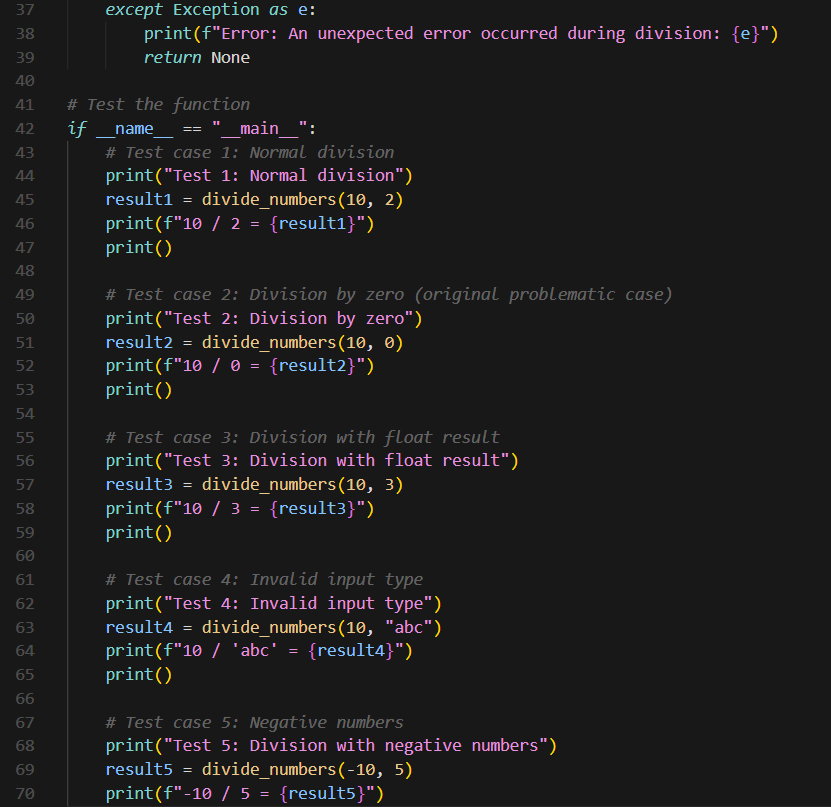 37 except Exception as e:
38 print(f"Error: An unexpected error occurred during division: {e}")
39 return None
40
41 # Test the function
42 if __name__ == "__main__":
43 # Test case 1: Normal division
44 print("Test 1: Normal division")
45 result1 = divide_numbers(10, 2)
46 print(f"10 / 2 = {result1}")
47 print()
48
49 # Test case 2: Division by zero (original problematic case)
50 print("Test 2: Division by zero")
51 result2 = divide_numbers(10, 0)
52 print(f"10 / 0 = {result2}")
53 print()
54
55 # Test case 3: Division with float result
56 print("Test 3: Division with float result")
57 result3 = divide_numbers(10, 3)
58 print(f"10 / 3 = {result3}")
59 print()
60
61 # Test case 4: Invalid input type
62 print("Test 4: Invalid input type")
63 result4 = divide_numbers(10, "abc")
64 print(f"10 / 'abc' = {result4}")
65 print()
66
67 # Test case 5: Negative numbers
68 print("Test 5: Division with negative numbers")
69 result5 = divide_numbers(-10, 5)
70 print(f"-10 / 5 = {result5}")